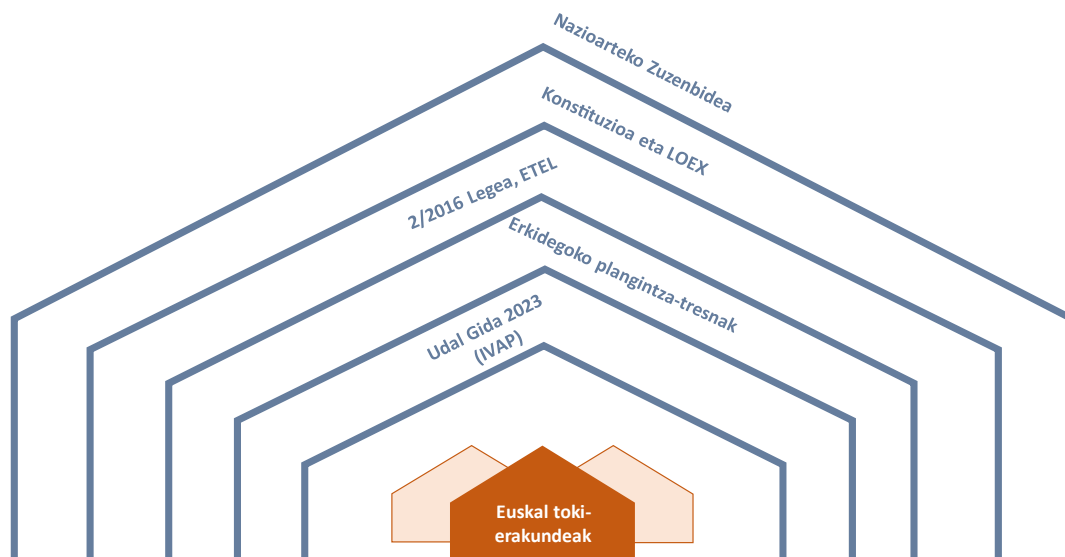 Nazioarteko Zuzenbidea
Konstituzioa eta LOEX
2/2016 Legea, ETEL
Erkidegoko plangintza-tresnak
Udal Gida 2023
(IVAP)
Euskal toki-
erakundeak